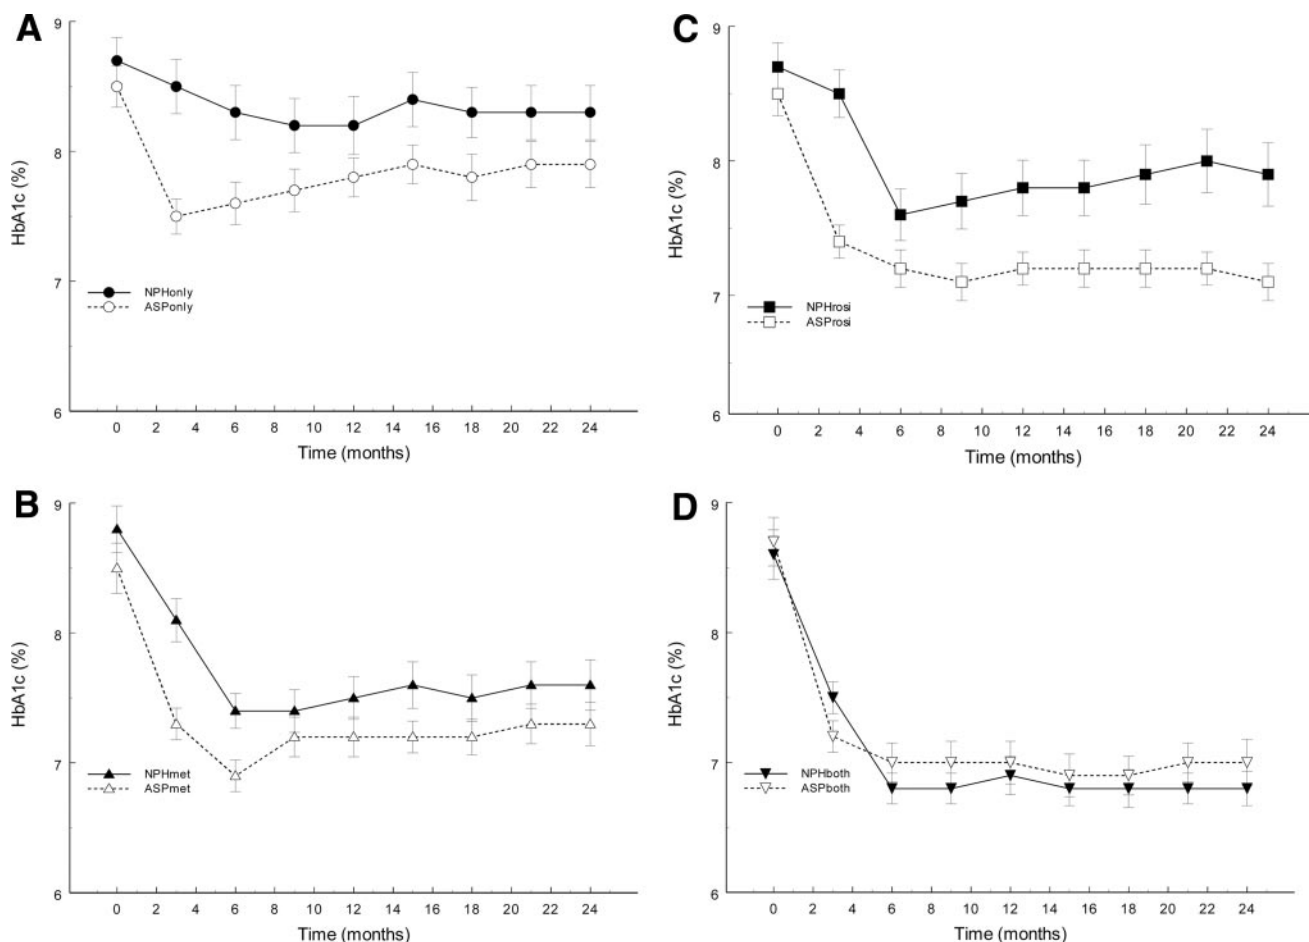 A
9
8
7
6
HbA1c (%)
NPHonly
ASPonly
0 2 4 6 8 10 12 14 16 18 20 22 24
Time (months)
B
9
8
7
6
HbA1c (%)
NPHmet
ASPmet
0 2 4 6 8 10 12 14 16 18 20 22 24
Time (months)
C
9
8
7
6
HbA1c (%)
NPHrosi
ASProsi
0 2 4 6 8 10 12 14 16 18 20 22 24
Time (months)
D
9
8
7
6
HbA1c (%)
NPHboth
ASPboth
0 2 4 6 8 10 12 14 16 18 20 22 24
Time (months)